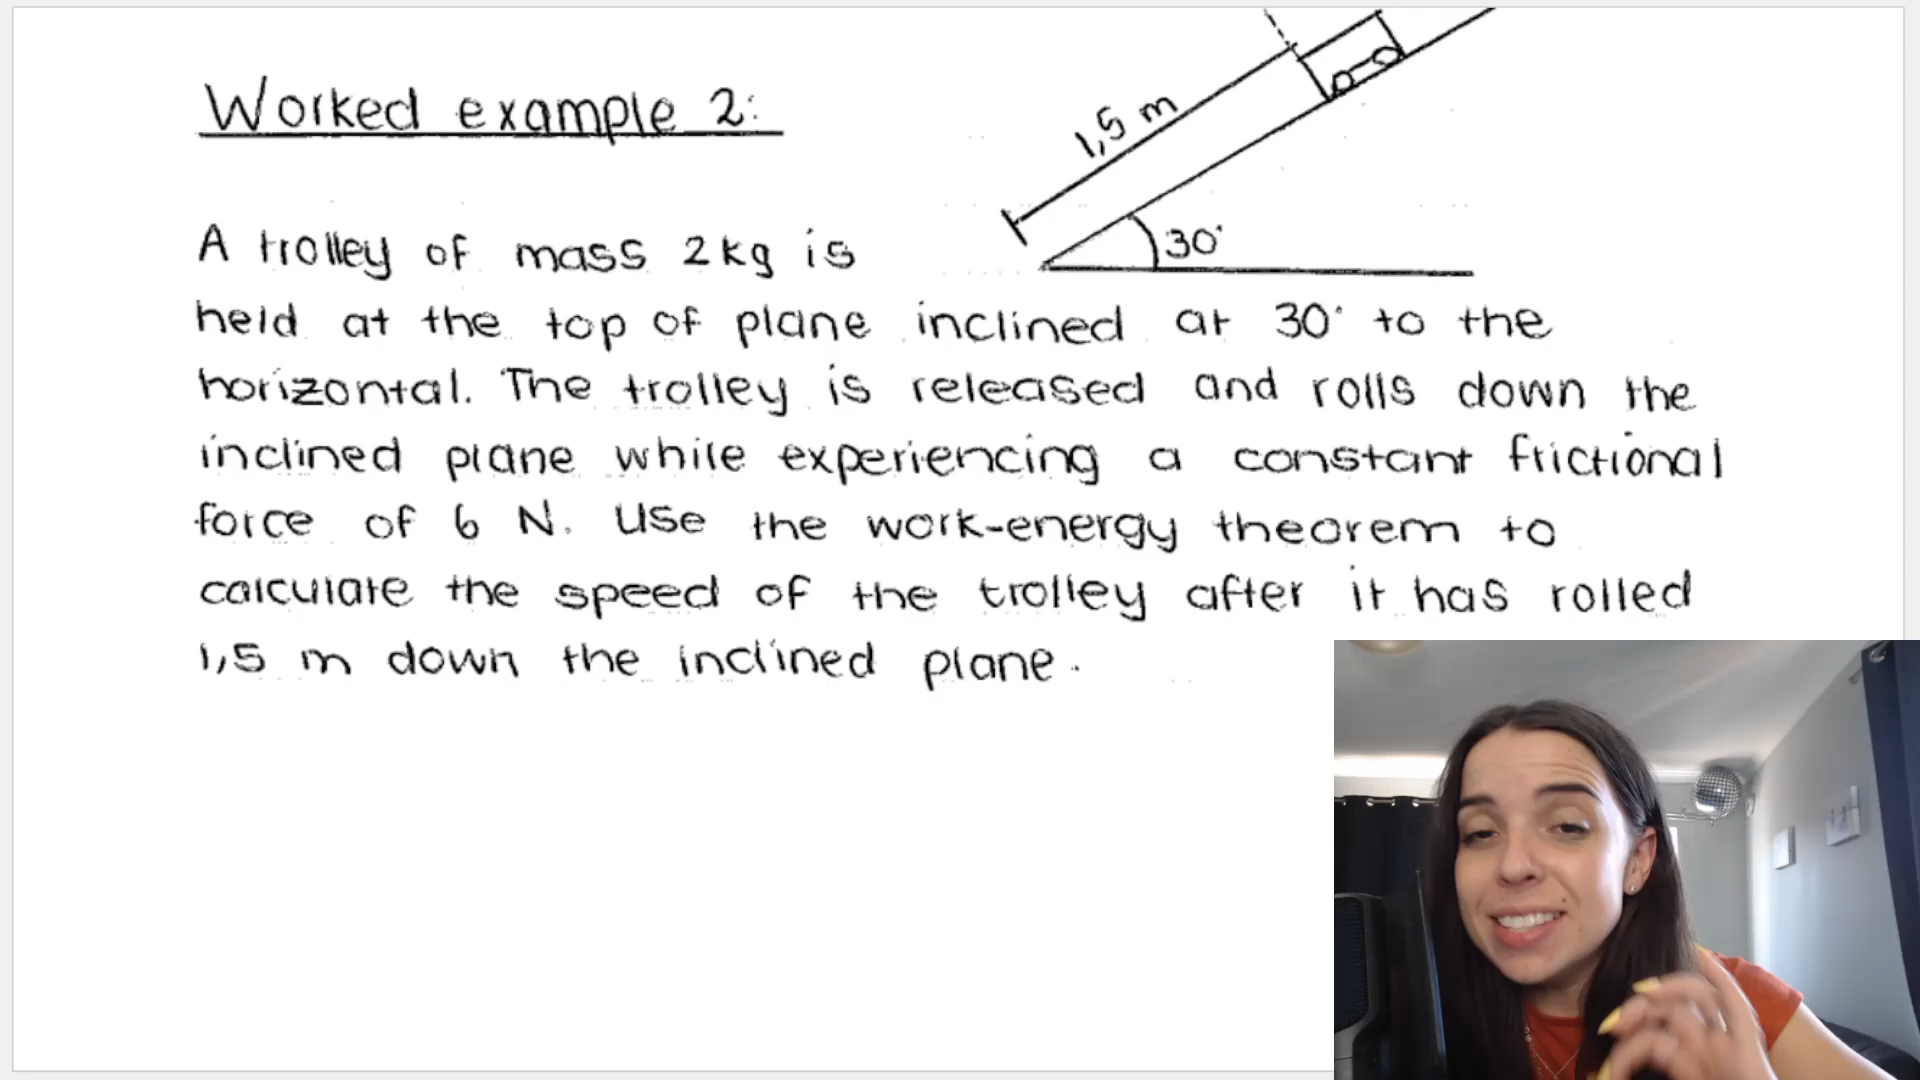 Worked example 2:
1,5 m
30°
A trolley of mass 2kg is
held at the top of plane inclined at 30° to the
horizontal. The trolley is released and rolls down the
inclined plane while experiencing a constant frictional
force of 6 N. Use the work-energy theorem to
calculate the speed of the trolley after it has rolled
1,5 m down the inclined plane.